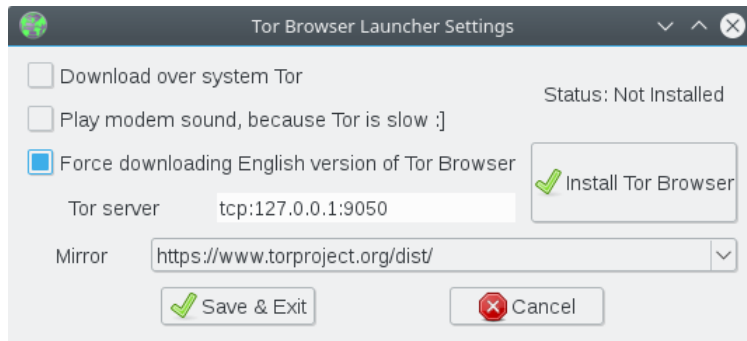 Tor Browser Launcher Settings
Download over system Tor
Status: Not Installed
Play modem sound, because Tor is slow :]
Force downloading English version of Tor Browser
Install Tor Browser
Tor server tcp:127.0.0.1:9050
Mirror https://www.torproject.org/dist/
Save & Exit Cancel